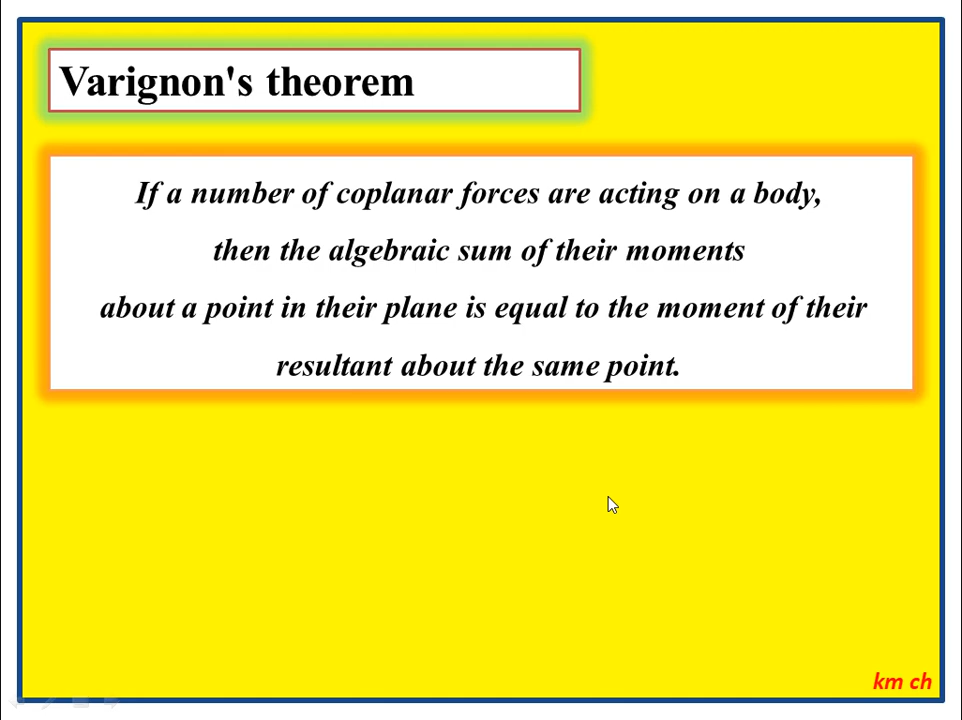 Varignon's theorem
If a number of coplanar forces are acting on a body,
then the algebraic sum of their moments
about a point in their plane is equal to the moment of their
resultant about the same point.
km ch